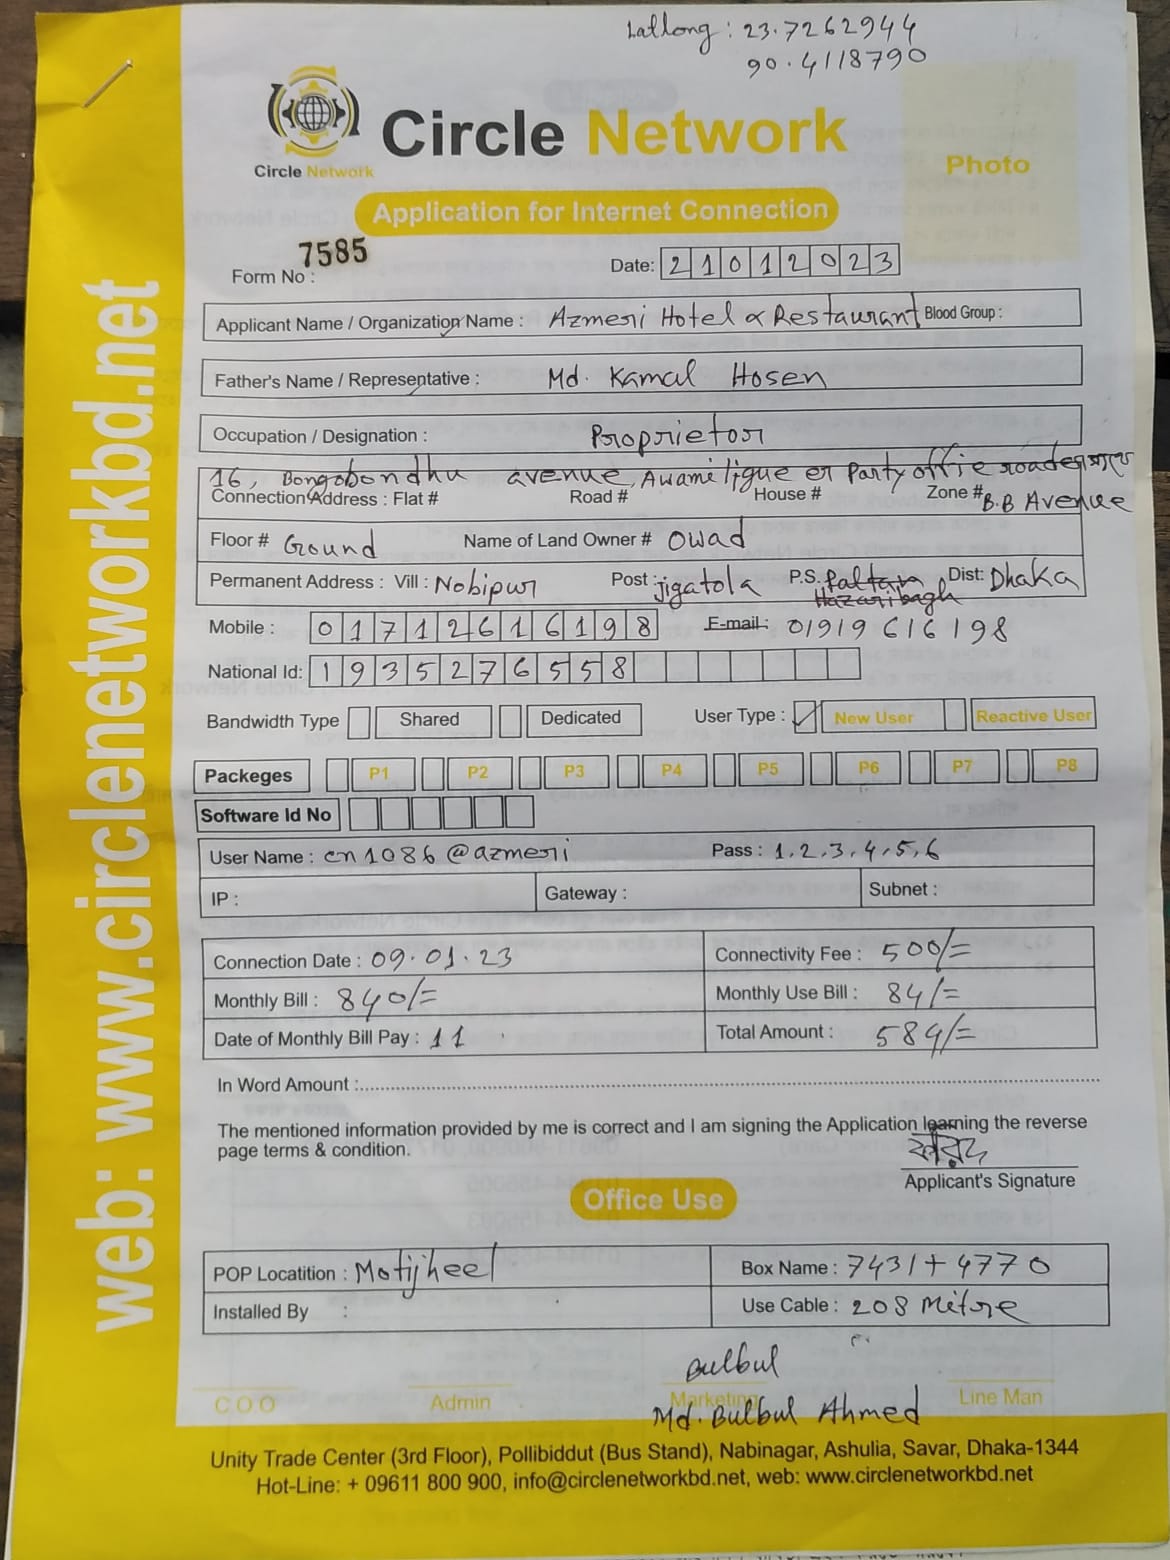 Latlong : 23.7262944
90.4118790
Circle Network
Circle Network
Photo
Application for Internet Connection
Form No : 7585
Date: 21012023
Applicant Name / Organization Name : Azmeri Hotel & Restaurant Blood Group :
Father's Name / Representative : Md. Kamal Hosen
Occupation / Designation : Proprietor
16, Bongobondhu avenue, Awame ligue er Party offie
Connection Address : Flat # Road # House # Zone # B.B Avenue
Floor # Gound Name of Land Owner # Owad
Permanent Address : Vill : Nobipur Post : jigatola P.S. Paltan Dist: Dhaka
Hazaribagh
Mobile : 01712616198 E-mail : 01919 616 198
National Id: 1935276558
Bandwidth Type Shared Dedicated User Type : New User Reactive User
Packeges P1 P2 P3 P4 P5 P6 P7 P8
Software Id No
User Name : cn1086@azmeri Pass : 1,2,3,4,5,6
IP : Gateway : Subnet :
Connection Date : 09.01.23 Connectivity Fee : 500/=
Monthly Bill : 840/= Monthly Use Bill : 84/=
Date of Monthly Bill Pay : 11 Total Amount : 584/=
In Word Amount :
The mentioned information provided by me is correct and I am signing the Application learning the reverse
page terms & condition.
Applicant's Signature
Office Use
POP Locatition : Motijheel Box Name : 7431+4770
Installed By : Use Cable : 208 Mitre
Bulbul
C.O.O Admin Marketing Line Man
Md. Bulbul Ahmed
Unity Trade Center (3rd Floor), Pollibiddut (Bus Stand), Nabinagar, Ashulia, Savar, Dhaka-1344
Hot-Line: + 09611 800 900, info@circlenetworkbd.net, web: www.circlenetworkbd.net
web: www.circlenetworkbd.net